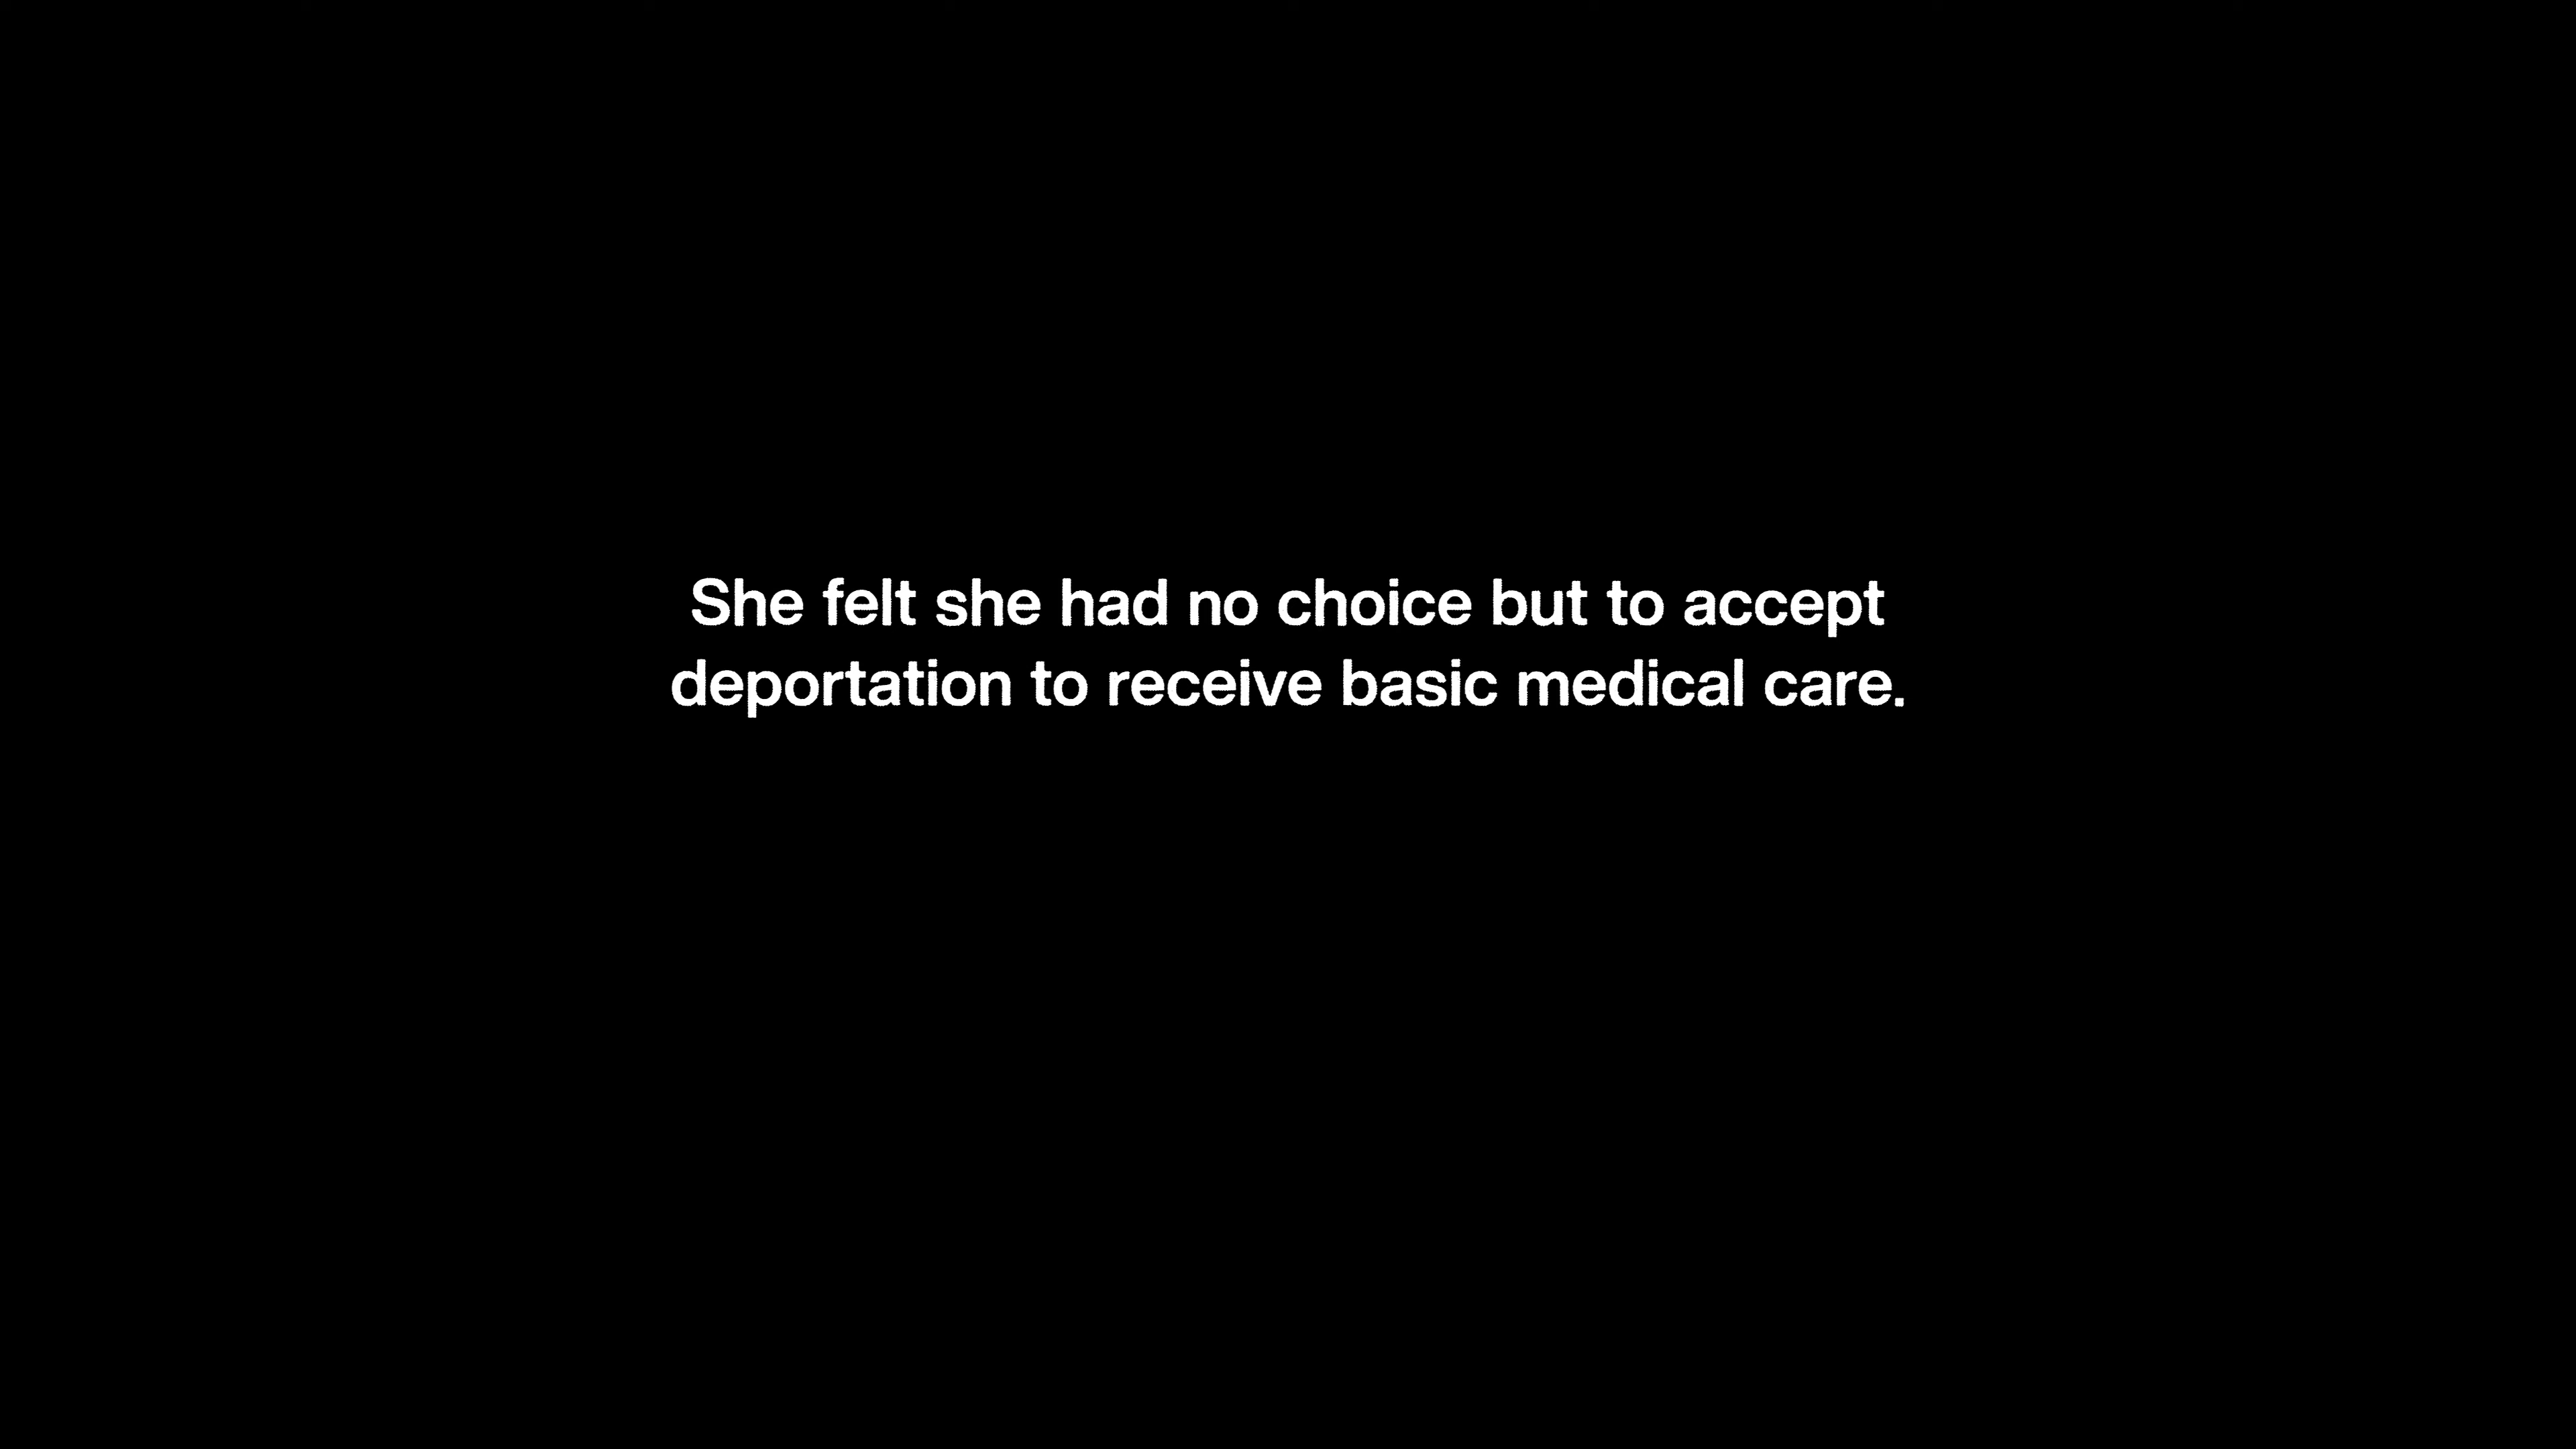 She felt she had no choice but to accept
deportation to receive basic medical care.